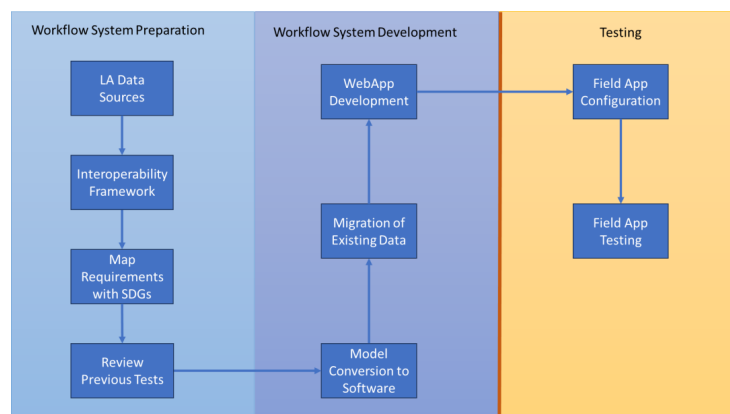 Workflow System Preparation
LA Data
Sources
Interoperability
Framework
Map
Requirements
with SDGs
Review
Previous Tests
Workflow System Development
WebApp
Development
Migration of
Existing Data
Model
Conversion to
Software
Testing
Field App
Configuration
Field App
Testing